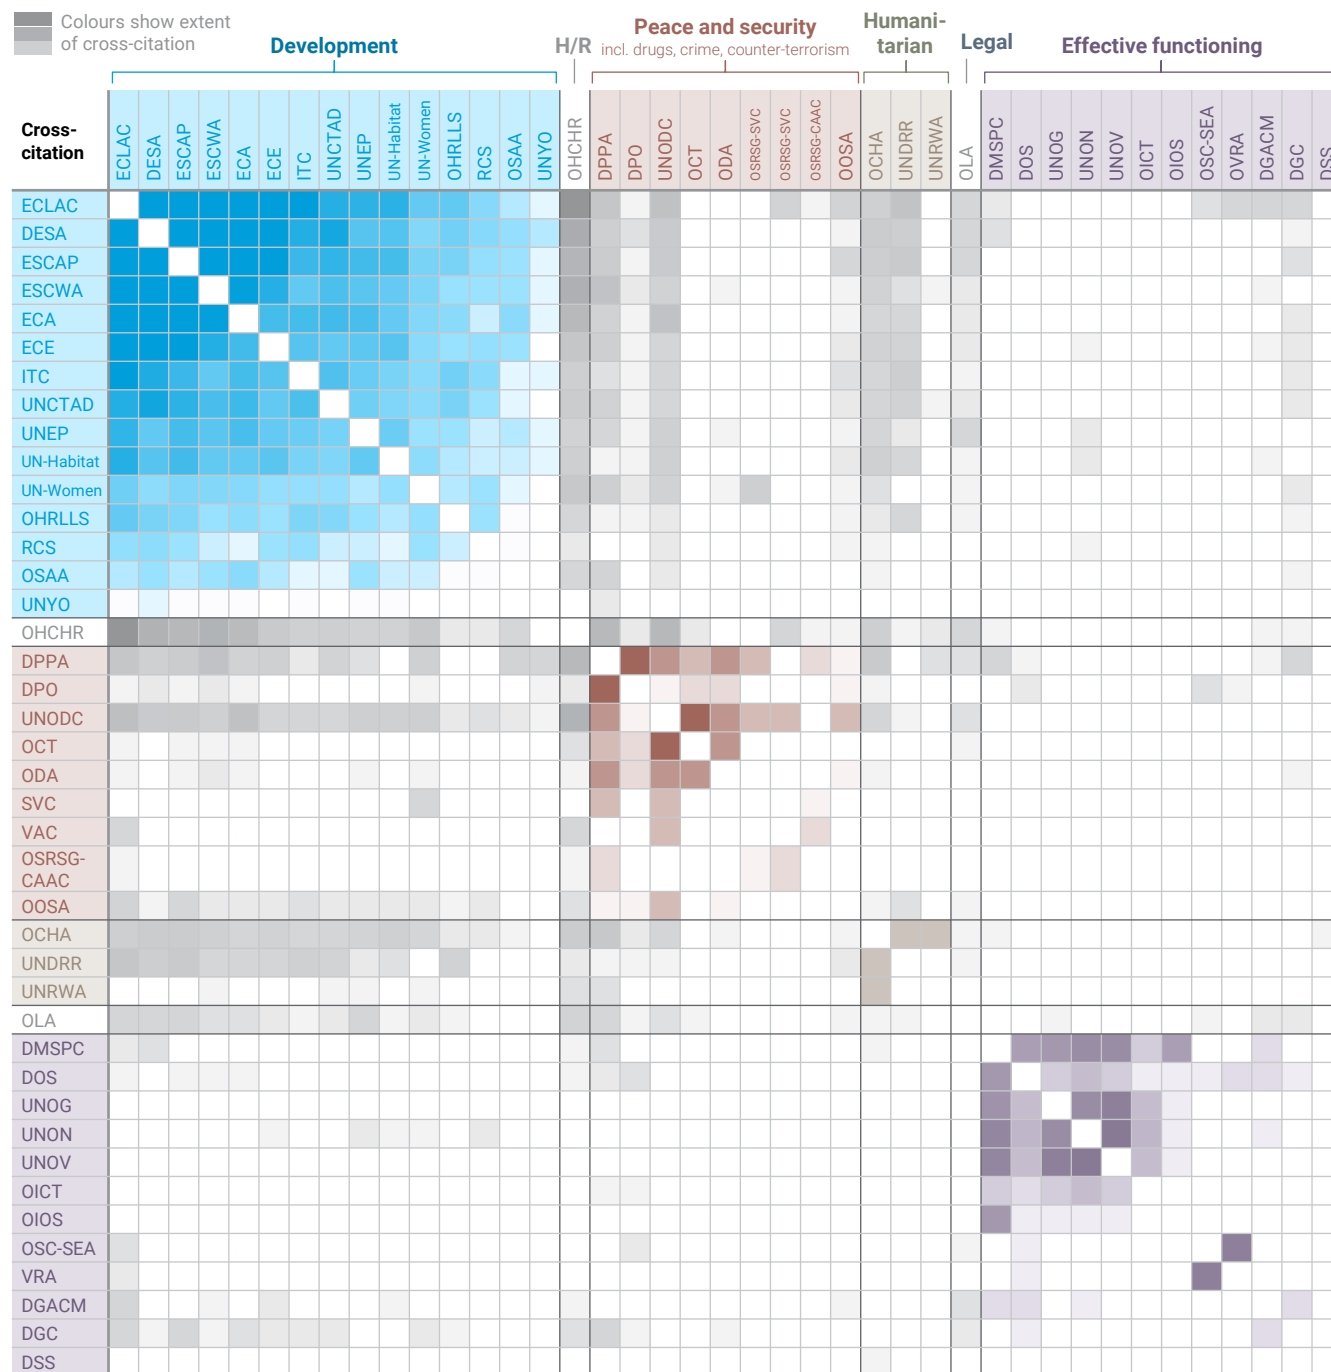 Colours show extent
of cross-citation
Development
H/R
Peace and security
incl. drugs, crime, counter-terrorism
Humani-
tarian
Legal
Effective functioning
Cross-
citation
ECLAC
DESA
ESCAP
ESCWA
ECA
ECE
ITC
UNCTAD
UNEP
UN-Habitat
UN-Women
OHRLLS
RCS
OSAA
UNYO
OHCHR
DPPA
DPO
UNODC
OCT
ODA
OSRSG-SVC
OSRSG-SVC
OSRSG-CAAC
OOSA
OCHA
UNDRR
UNRWA
OLA
DMSPC
DOS
UNOG
UNON
UNOV
OICT
OIOS
OSC-SEA
OVRA
DGACM
DGC
DSS
ECLAC
DESA
ESCAP
ESCWA
ECA
ECE
ITC
UNCTAD
UNEP
UN-Habitat
UN-Women
OHRLLS
RCS
OSAA
UNYO
OHCHR
DPPA
DPO
UNODC
OCT
ODA
SVC
VAC
OSRSG-
CAAC
OOSA
OCHA
UNDRR
UNRWA
OLA
DMSPC
DOS
UNOG
UNON
UNOV
OICT
OIOS
OSC-SEA
VRA
DGACM
DGC
DSS